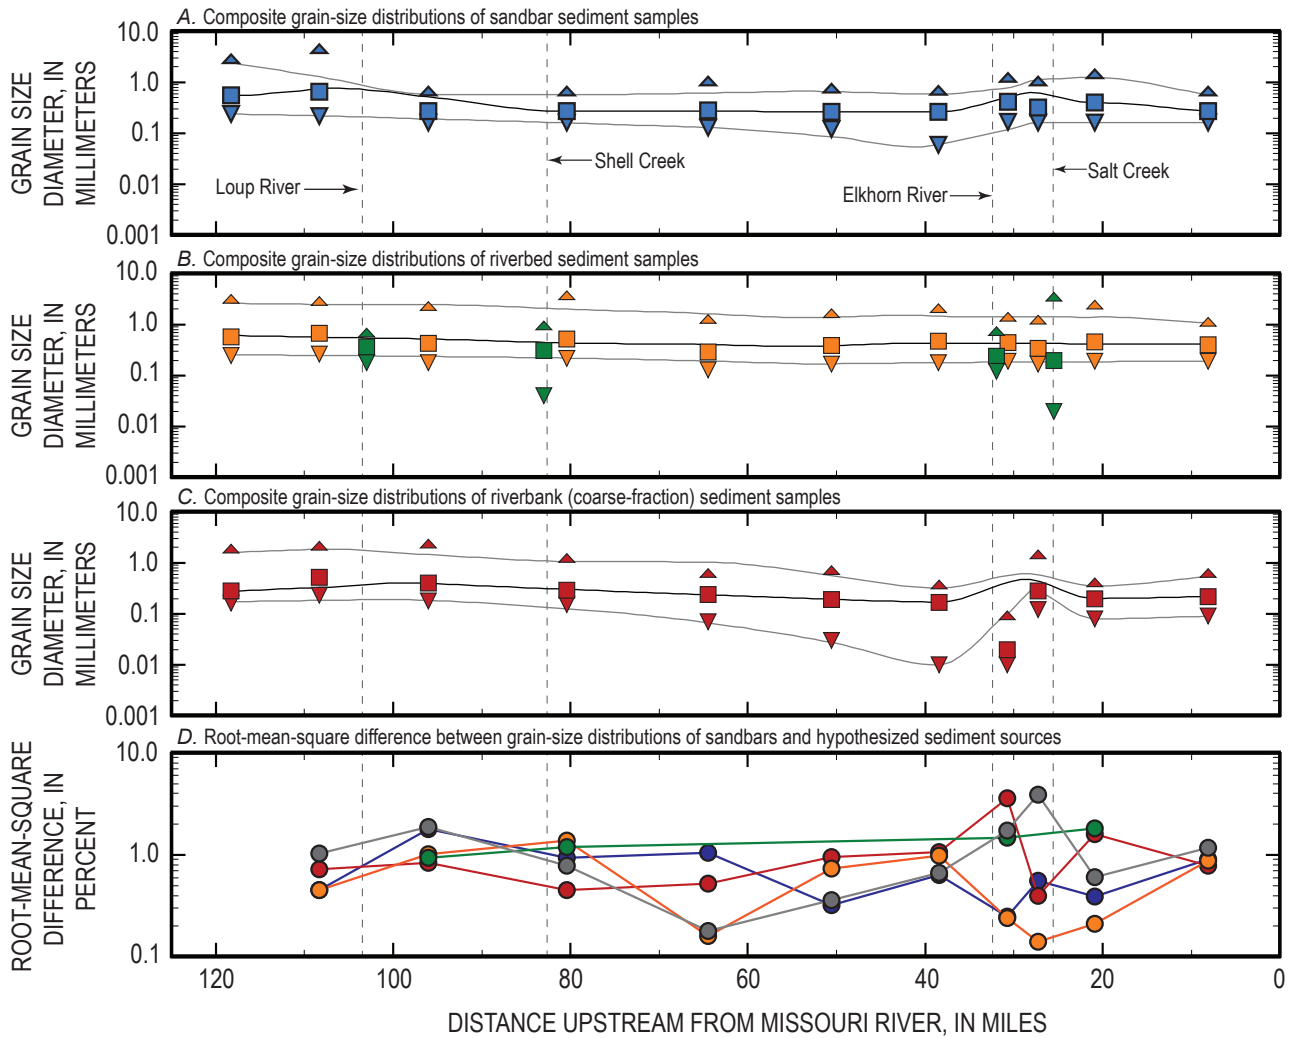 A. Composite grain-size distributions of sandbar sediment samples
GRAIN SIZE
DIAMETER, IN
MILLIMETERS
10.0
1.0
0.1
0.01
0.001
Loup River
Shell Creek
Elkhorn River
Salt Creek
B. Composite grain-size distributions of riverbed sediment samples
GRAIN SIZE
DIAMETER, IN
MILLIMETERS
10.0
1.0
0.1
0.01
0.001
C. Composite grain-size distributions of riverbank (coarse-fraction) sediment samples
GRAIN SIZE
DIAMETER, IN
MILLIMETERS
10.0
1.0
0.1
0.01
0.001
D. Root-mean-square difference between grain-size distributions of sandbars and hypothesized sediment sources
ROOT-MEAN-SQUARE
DIFFERENCE, IN
PERCENT
10.0
1.0
0.1
120 100 80 60 40 20 0
DISTANCE UPSTREAM FROM MISSOURI RIVER, IN MILES